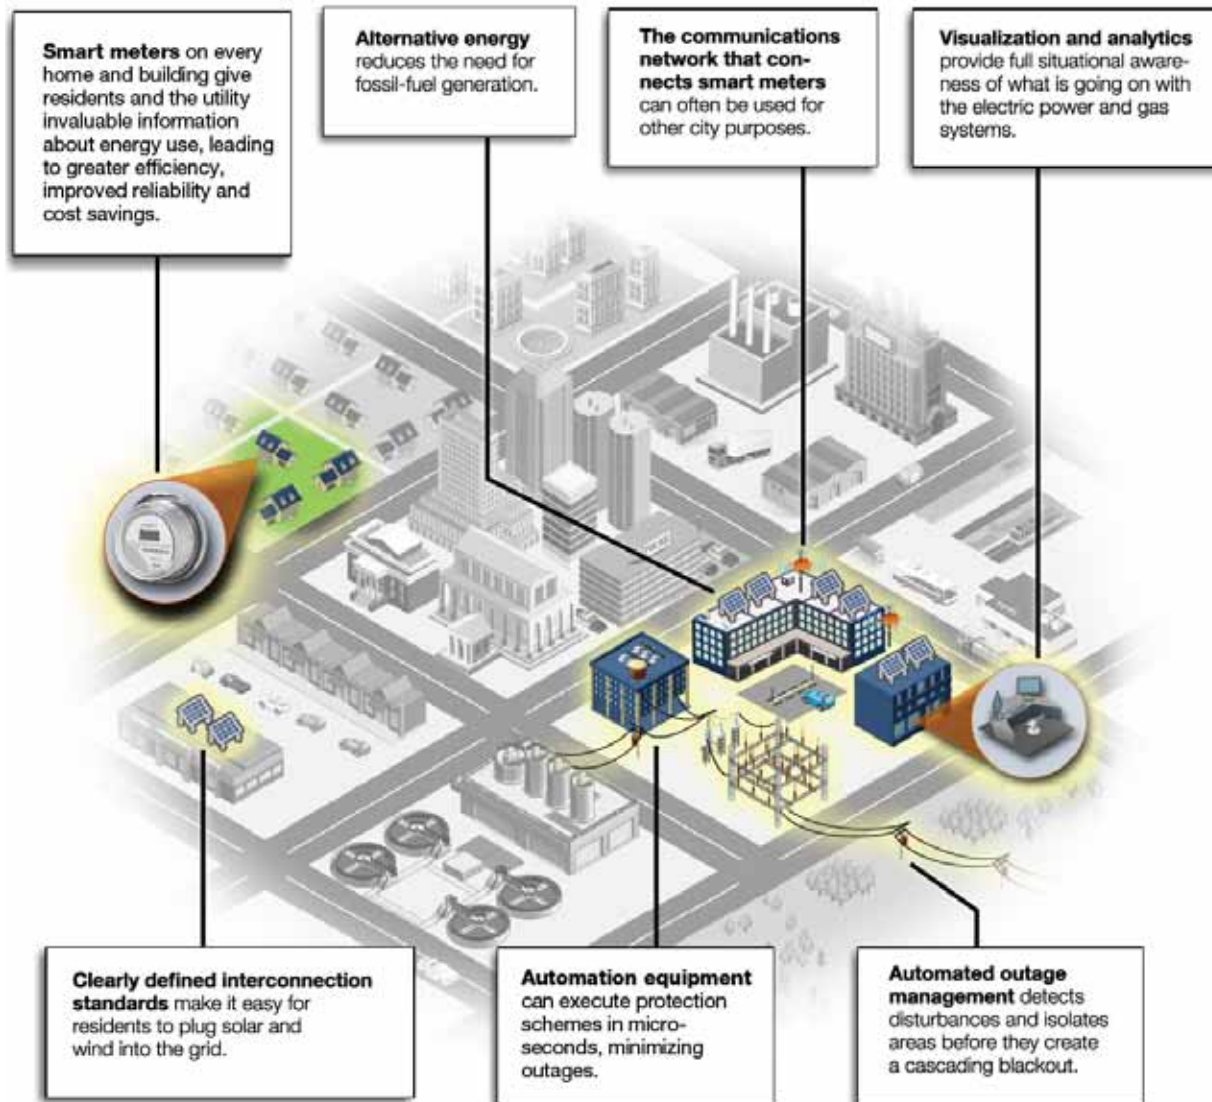 Smart meters on every
home and building give
residents and the utility
invaluable information
about energy use, leading
to greater efficiency,
improved reliability and
cost savings.
Alternative energy
reduces the need for
fossil-fuel generation.
The communications
network that con-
nects smart meters
can often be used for
other city purposes.
Visualization and analytics
provide full situational aware-
ness of what is going on with
the electric power and gas
systems.
Clearly defined interconnection
standards make it easy for
residents to plug solar and
wind into the grid.
Automation equipment
can execute protection
schemes in micro-
seconds, minimizing
outages.
Automated outage
management detects
disturbances and isolates
areas before they create
a cascading blackout.